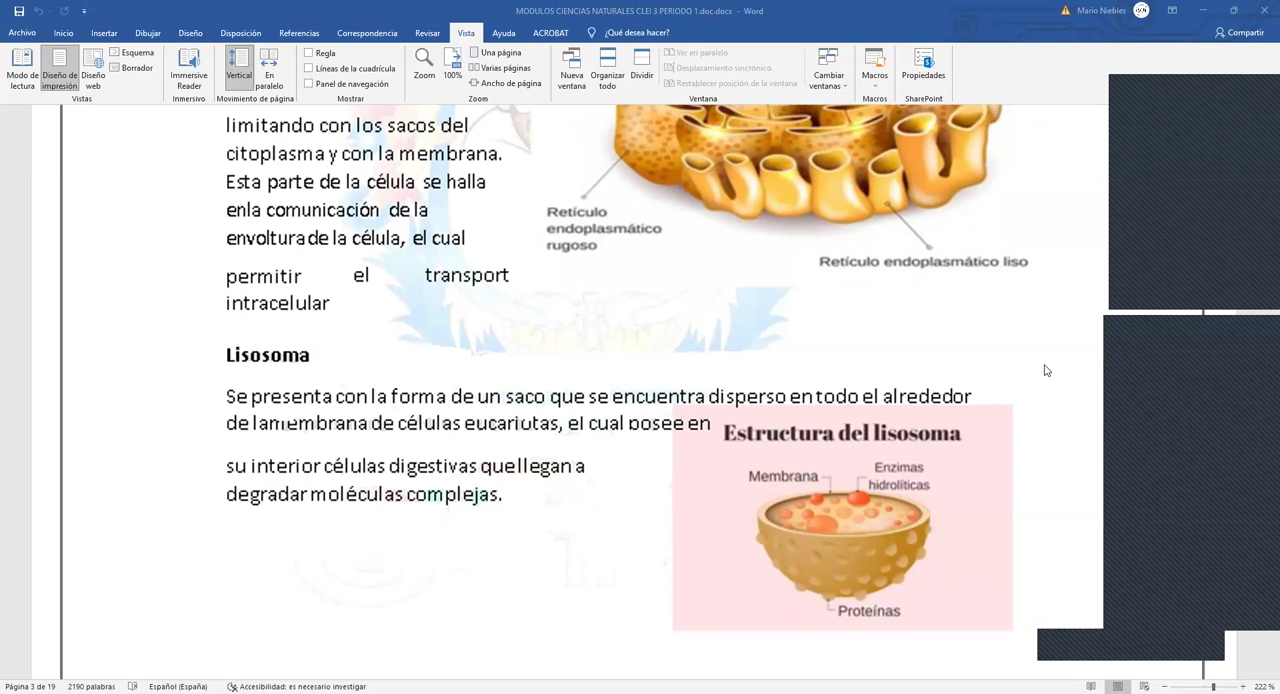 MODULOS CIENCIAS NATURALES CLEI 3 PERIODO 1.doc.docx - Word
Mario Niebles
Archivo Inicio Insertar Dibujar Diseño Disposición Referencias Correspondencia Revisar Vista Ayuda ACROBAT ¿Qué desea hacer? Compartir
Modo de lectura
Diseño de impresión
Diseño web
Esquema
Borrador
Vistas
Immersive Reader
Inmersivo
Vertical
En paralelo
Movimiento de página
Regla
Líneas de la cuadrícula
Panel de navegación
Mostrar
Zoom
100%
Una página
Varias páginas
Ancho de página
Zoom
Nueva ventana
Organizar todo
Dividir
Ver en paralelo
Desplazamiento sincrónico
Restablecer posición de la ventana
Cambiar ventanas
Ventana
Macros
Macros
Propiedades
SharePoint
limitando con los sacos del
citoplasma y con la membrana.
Esta parte de la célula se halla
enla comunicación de la
envoltura de la célula, el cual
permitir el transport
intracelular
Retículo
endoplasmático
rugoso
Retículo endoplasmático liso
Lisosoma
Se presenta con la forma de un saco que se encuentra disperso en todo el alrededor
de lamembrana de células eucariotas, el cual posee en
su interior células digestivas quellegan a
degradar moléculas complejas.
Estructura del lisosoma
Membrana
Enzimas
hidrolíticas
Proteínas
Página 3 de 19 2190 palabras Español (España) Accesibilidad: es necesario investigar 222 %